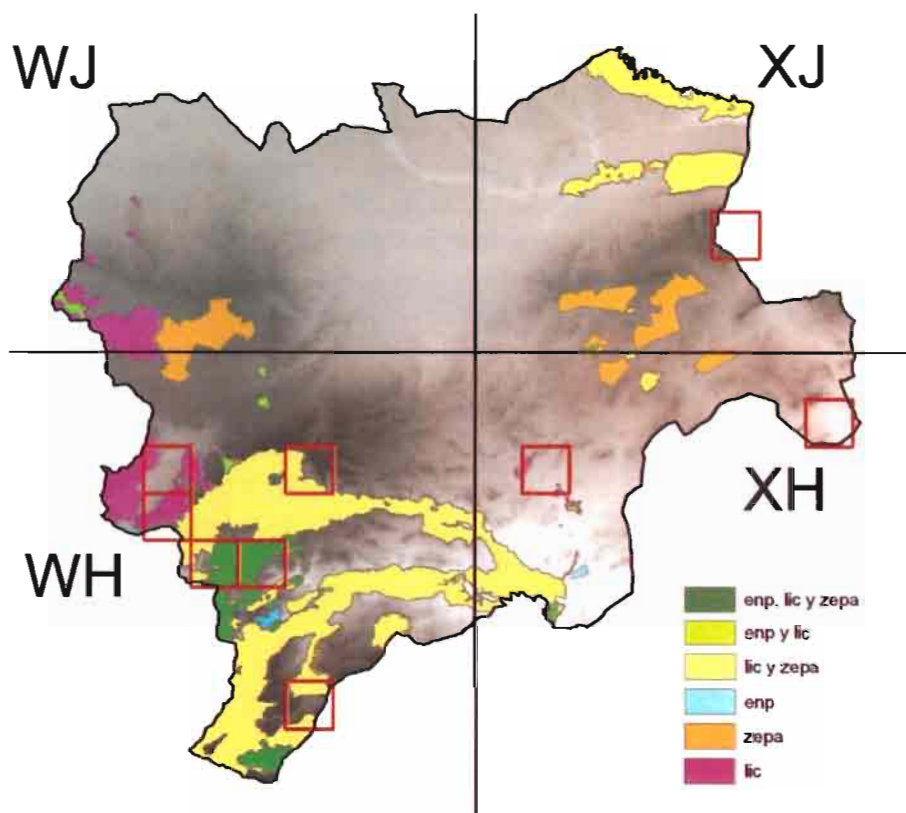 WJ
XJ
XH
WH
enp. lic y zepa
enp y lic
lic y zepa
enp
zepa
lic